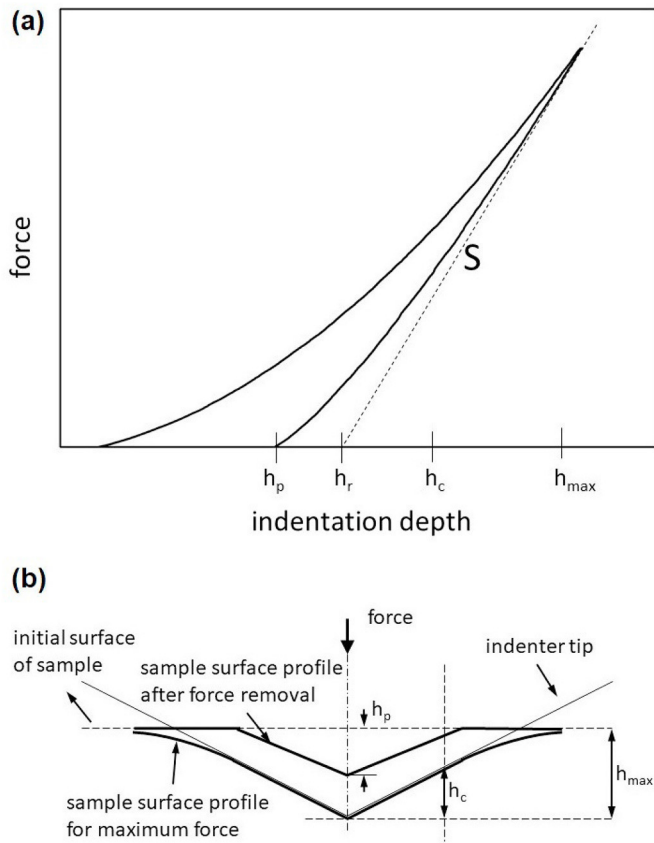 (a)
force
S
h_p h_r h_c h_max
indentation depth
(b)
force
initial surface
of sample
indenter tip
sample surface profile
after force removal
h_p
h_c
h_max
sample surface profile
for maximum force